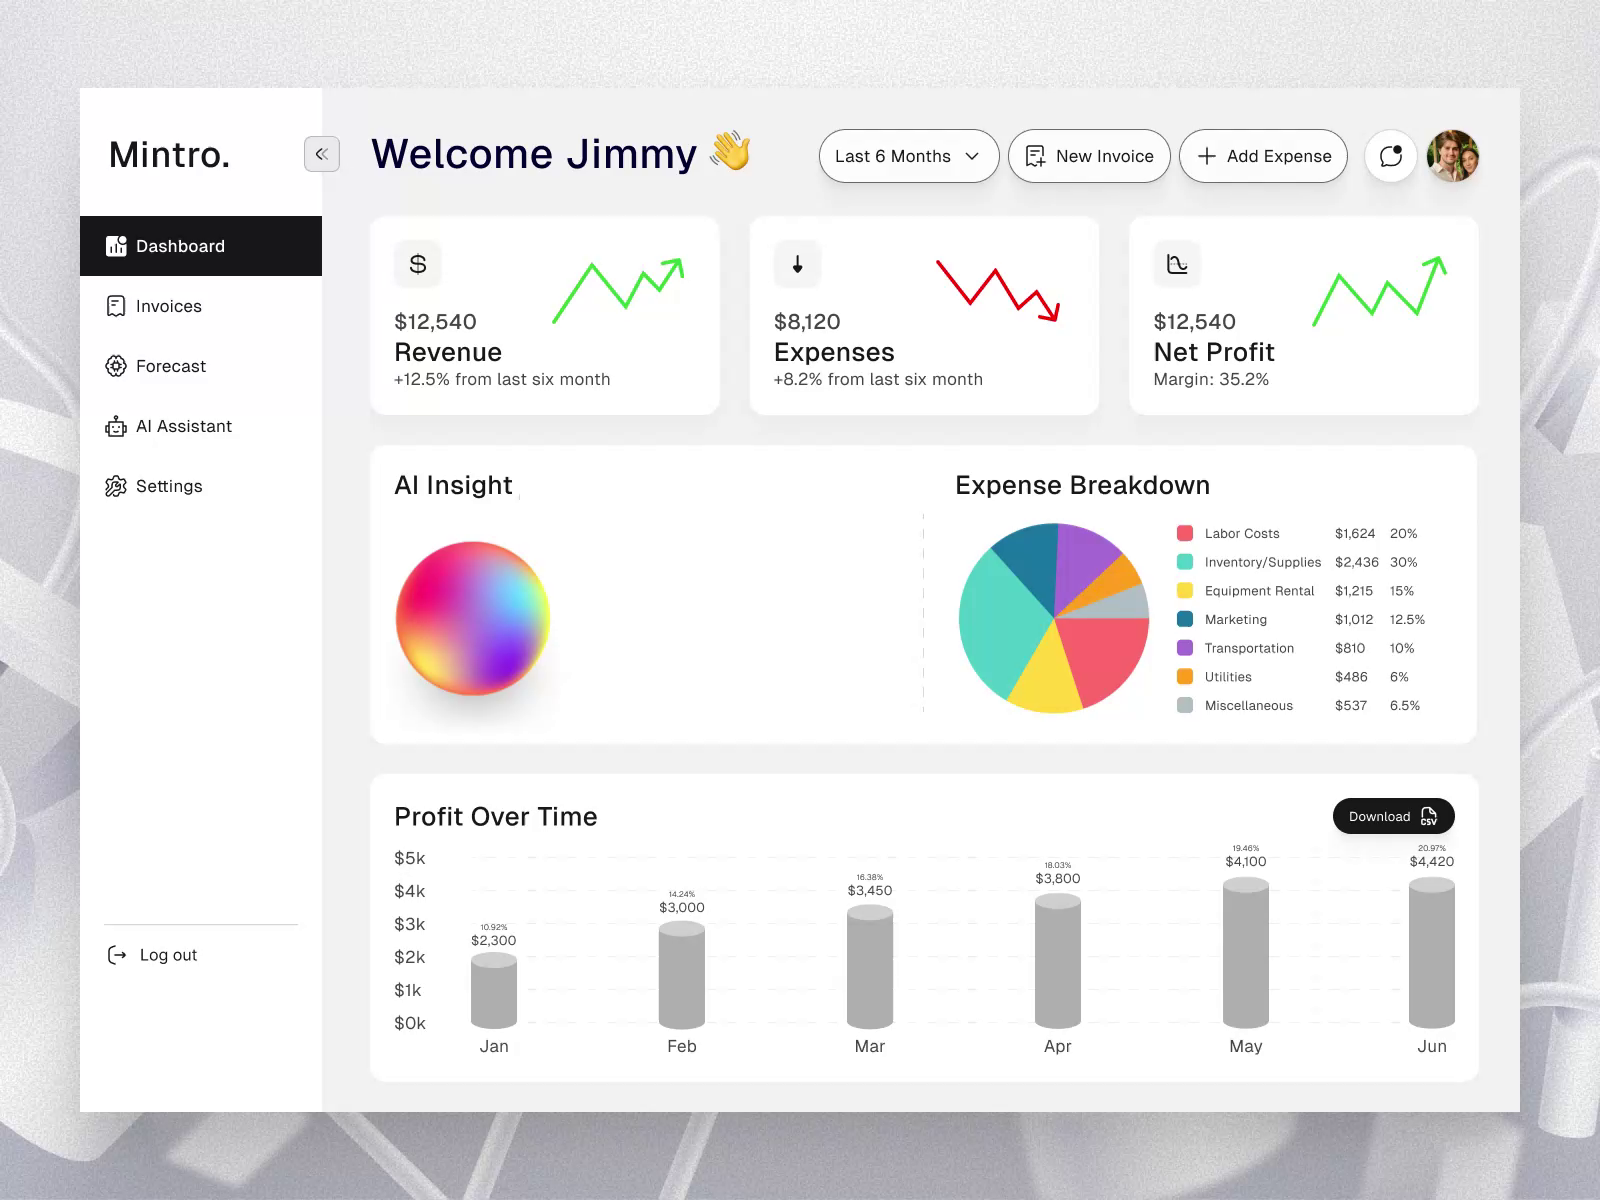 Mintro.
Welcome Jimmy 👋
Last 6 Months
New Invoice
Add Expense
Dashboard
Invoices
Forecast
AI Assistant
Settings
Log out
$
$12,540
Revenue
+12.5% from last six month
$8,120
Expenses
+8.2% from last six month
$12,540
Net Profit
Margin: 35.2%
AI Insight
Expense Breakdown
Labor Costs $1,624 20%
Inventory/Supplies $2,436 30%
Equipment Rental $1,215 15%
Marketing $1,012 12.5%
Transportation $810 10%
Utilities $486 6%
Miscellaneous $537 6.5%
Profit Over Time
Download
CSV
$5k
$4k
$3k
$2k
$1k
$0k
10.92%
$2,300
14.24%
$3,000
16.38%
$3,450
18.03%
$3,800
19.46%
$4,100
20.97%
$4,420
Jan Feb Mar Apr May Jun